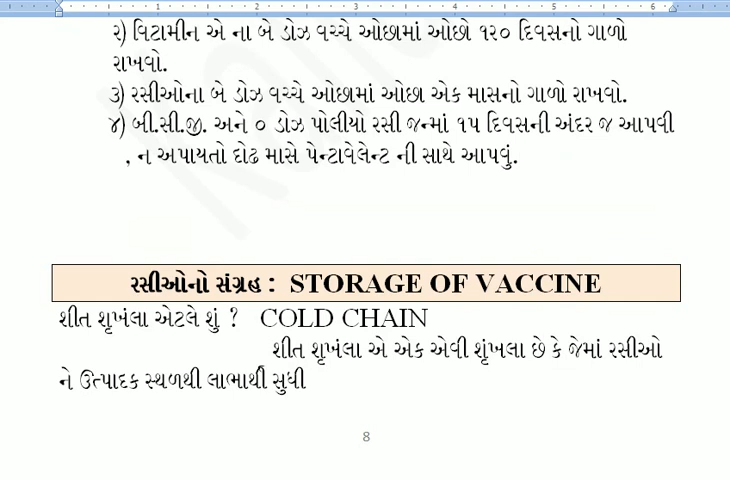 ૨) વિટામીન એ ના બે ડોઝ વચ્ચે ઓછામાં ઓછો ૧૨૦ દિવસનો ગાળો
રાખવો.
૩) રસીઓના બે ડોઝ વચ્ચે ઓછામાં ઓછા એક માસનો ગાળો રાખવો.
૪) બી.સી.જી. અને ૦ ડોઝ પોલીયો રસી જન્માં ૧૫ દિવસની અંદર જ આપવી
, ન અપાયતો દોઢ માસે પેન્ટાવેલેન્ટ ની સાથે આપવું.
રસીઓનો સંગ્રહ : STORAGE OF VACCINE
શીત શૃખંલા એટલે શું ? COLD CHAIN
શીત શૃખંલા એ એક એવી શૃંખલા છે કે જેમાં રસીઓ
ને ઉત્પાદક સ્થળથી લાભાર્થી સુધી
8